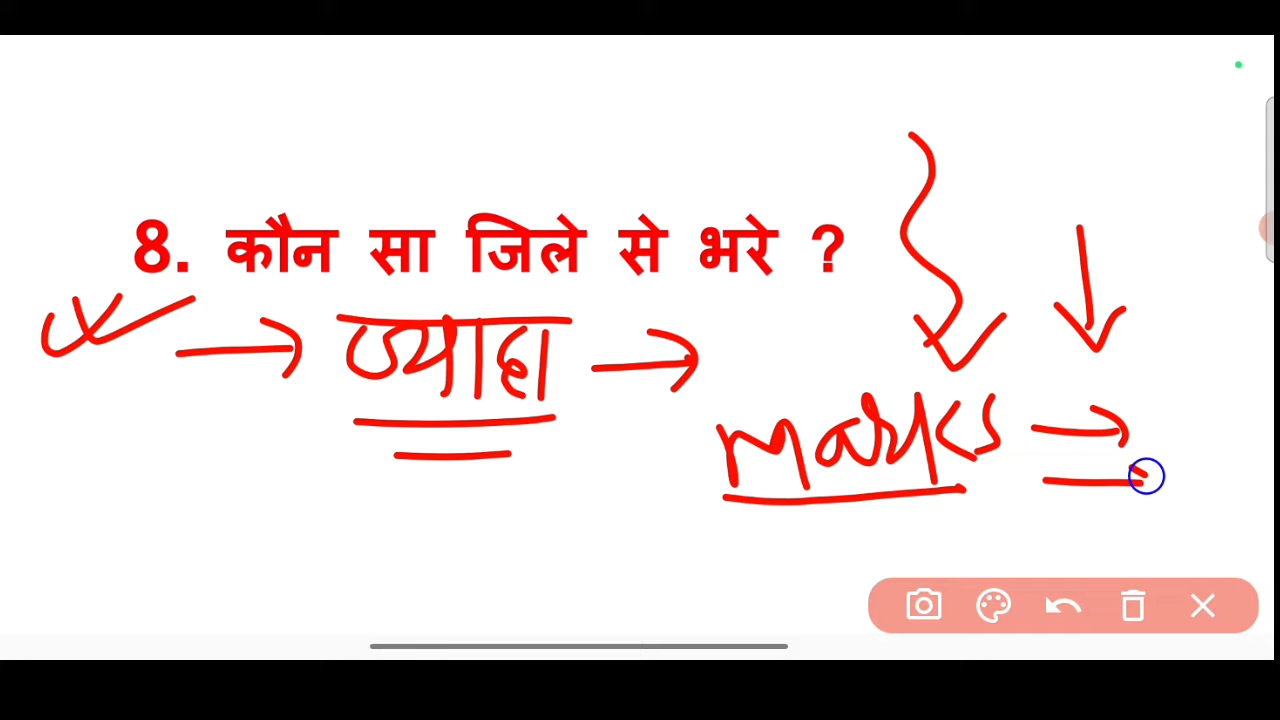 8. कौन सा जिले से भरे ?
ज्यादा
marks